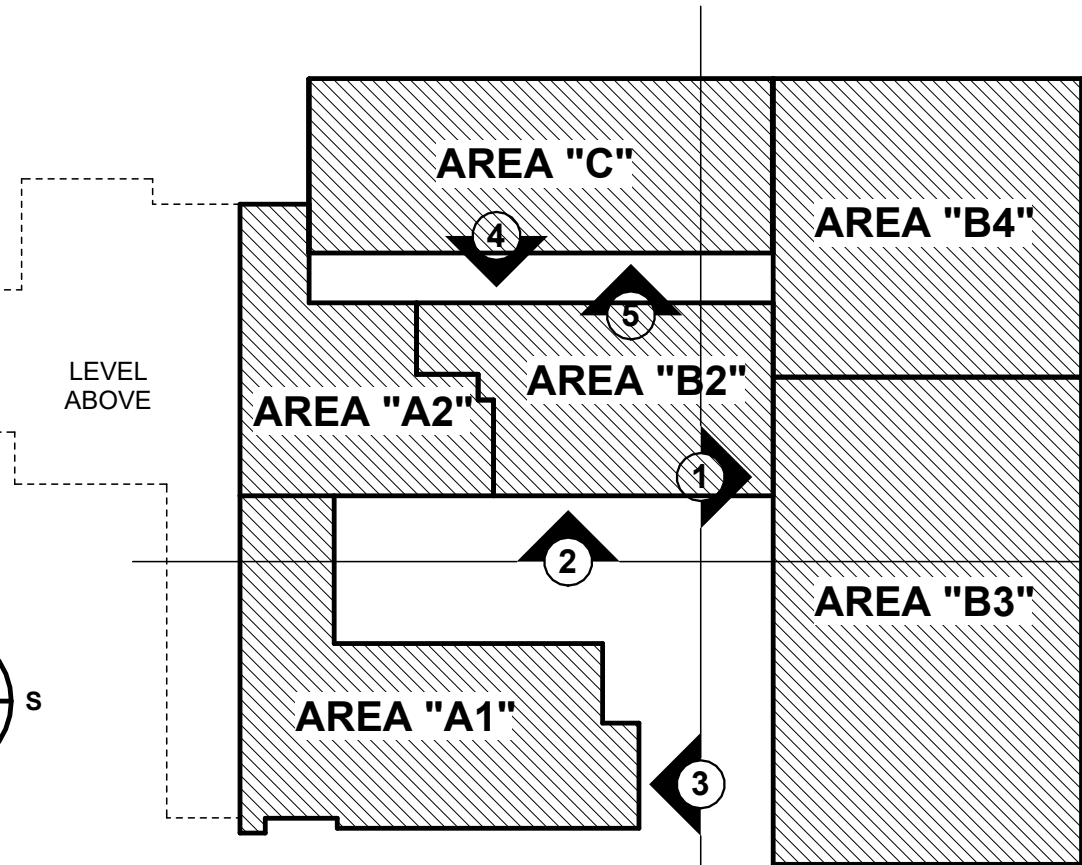 AREA "C"
4
AREA "B4"
5
LEVEL
ABOVE
AREA "B2"
AREA "A2"
1
2
AREA "B3"
S
AREA "A1"
3